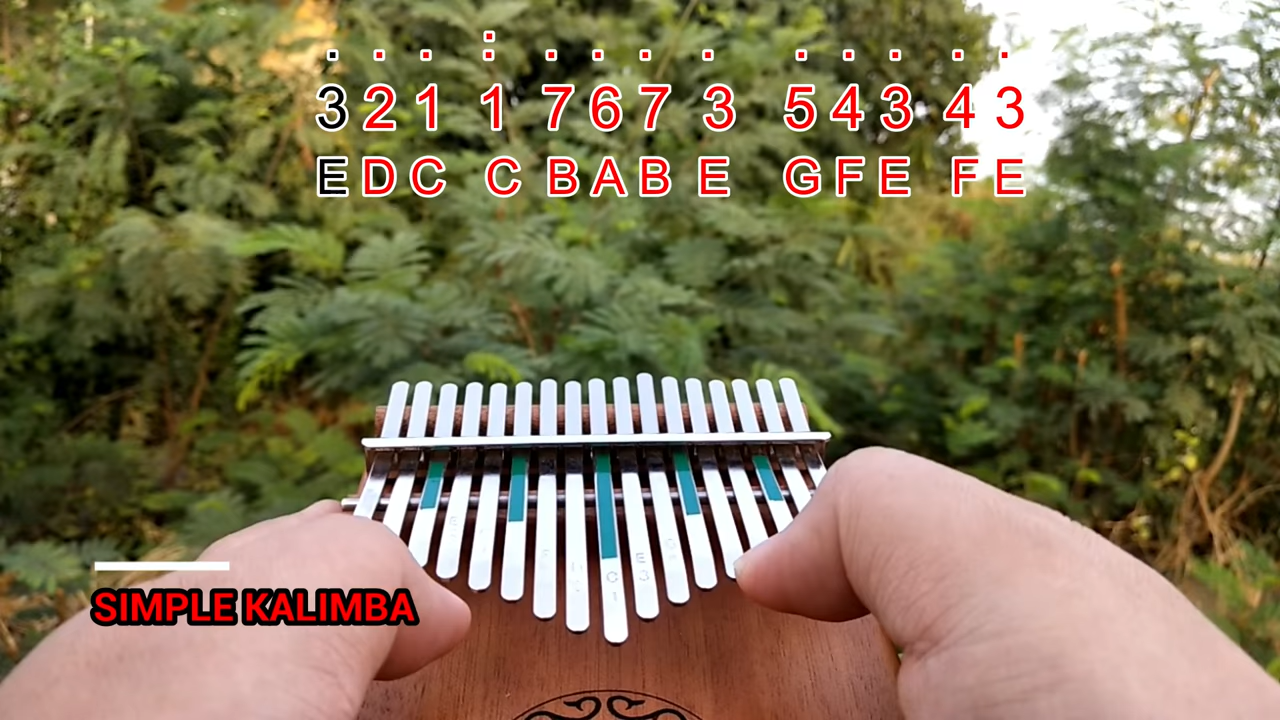 . . . : . . . . . . . . .
3 2 1 1 7 6 7 3 5 4 3 4 3
E D C C B A B E G F E F E
SIMPLE KALIMBA